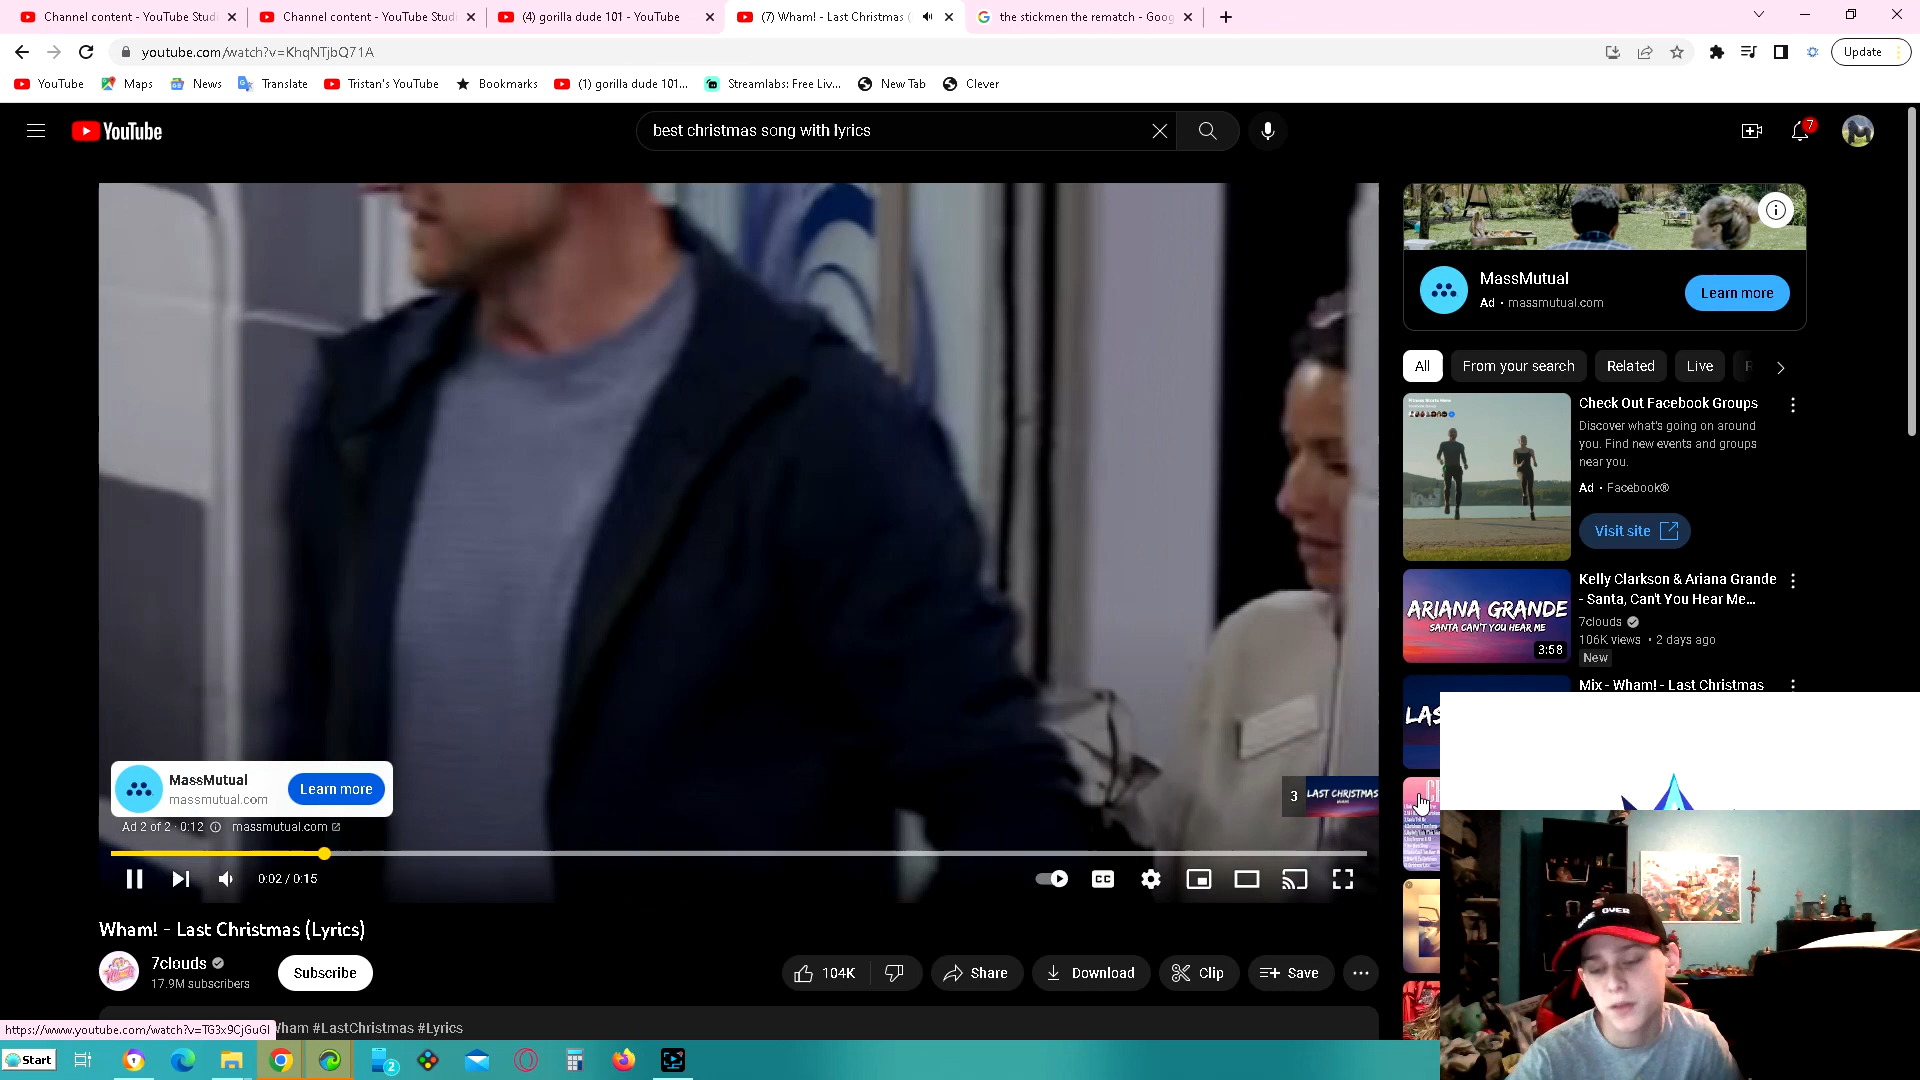 Channel content - YouTube Studi
Channel content - YouTube Studi
(4) gorilla dude 101 - YouTube
(7) Wham! - Last Christmas (
the stickmen the rematch - Goog
youtube.com/watch?v=KhqNTjbQ71A
Update
YouTube
Maps
News
Translate
Tristan's YouTube
Bookmarks
(1) gorilla dude 101...
Streamlabs: Free Liv...
New Tab
Clever
YouTube
best christmas song with lyrics
7
MassMutual
Ad • massmutual.com
Learn more
All
From your search
Related
Live
Check Out Facebook Groups
Discover what's going on around
you. Find new events and groups
near you.
Ad • Facebook®
Visit site
ARIANA GRANDE
SANTA CAN'T YOU HEAR ME
3:58
Kelly Clarkson & Ariana Grande
- Santa, Can't You Hear Me...
7clouds
106K views • 2 days ago
New
Mix - Wham! - Last Christmas
LAS
MassMutual
massmutual.com
Learn more
Ad 2 of 2 · 0:12
massmutual.com
3
LAST CHRISTMAS
0:02 / 0:15
CC
Wham! - Last Christmas (Lyrics)
7clouds
17.9M subscribers
Subscribe
104K
Share
Download
Clip
Save
https://www.youtube.com/watch?v=TG3x9CjGuGI
Wham #LastChristmas #Lyrics
OVER
Start
2